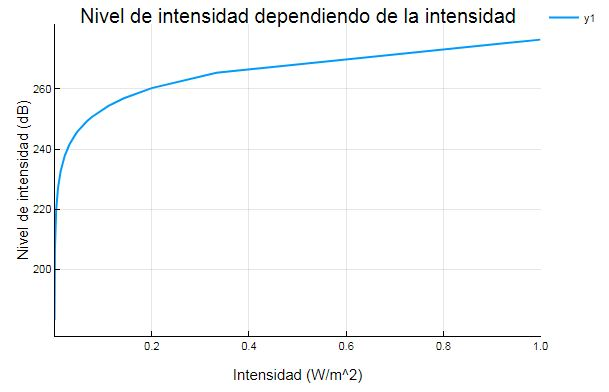 Nivel de intensidad dependiendo de la intensidad
y1
Nivel de intensidad (dB)
260
240
220
200
0.2
0.4
0.6
0.8
1.0
Intensidad (W/m^2)